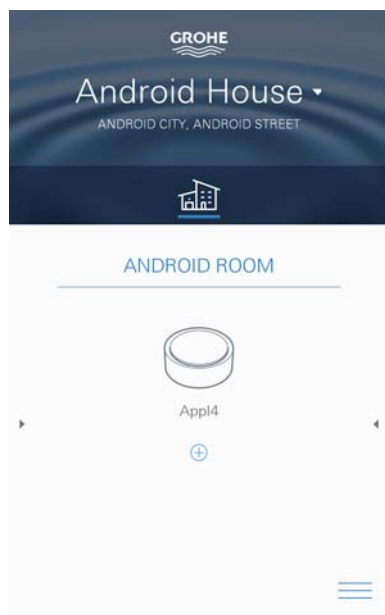 GROHE
Android House
ANDROID CITY, ANDROID STREET
ANDROID ROOM
Appl4